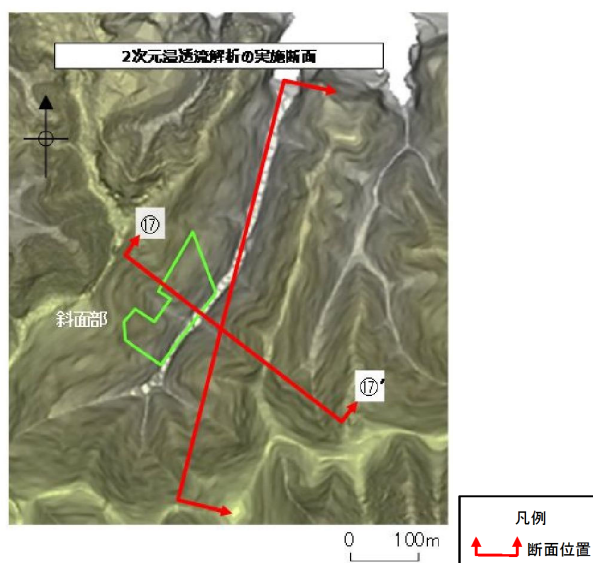 2次元浸透流解析の実施断面
⑰
斜面部
⑰’
0 100m
凡例
断面位置